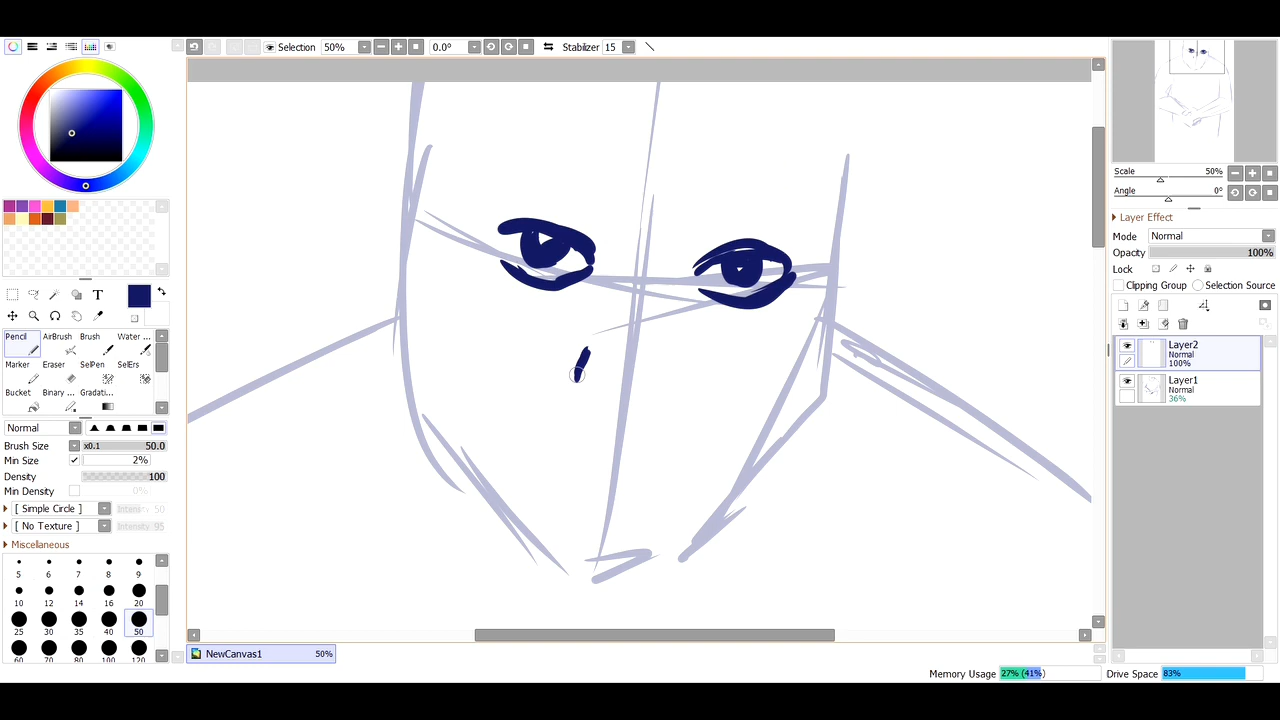 Selection 50% 0.0° Stabilizer 15
T
Pencil AirBrush Brush Water ...
Marker Eraser SelPen SelErs
Bucket Binary ... Gradati...
Normal
Brush Size x0.1 50.0
Min Size 2%
Density 100
Min Density 0%
[ Simple Circle ] Intensity 50
[ No Texture ] Intensity 95
Miscellaneous
5 6 7 8 9
10 12 14 16 20
25 30 35 40 50
60 70 80 100 120
NewCanvas1 50%
Scale 50%
Angle 0°
Layer Effect
Mode Normal
Opacity 100%
Lock
Clipping Group Selection Source
Layer2
Normal
100%
Layer1
Normal
36%
Memory Usage 27% (41%) Drive Space 83%